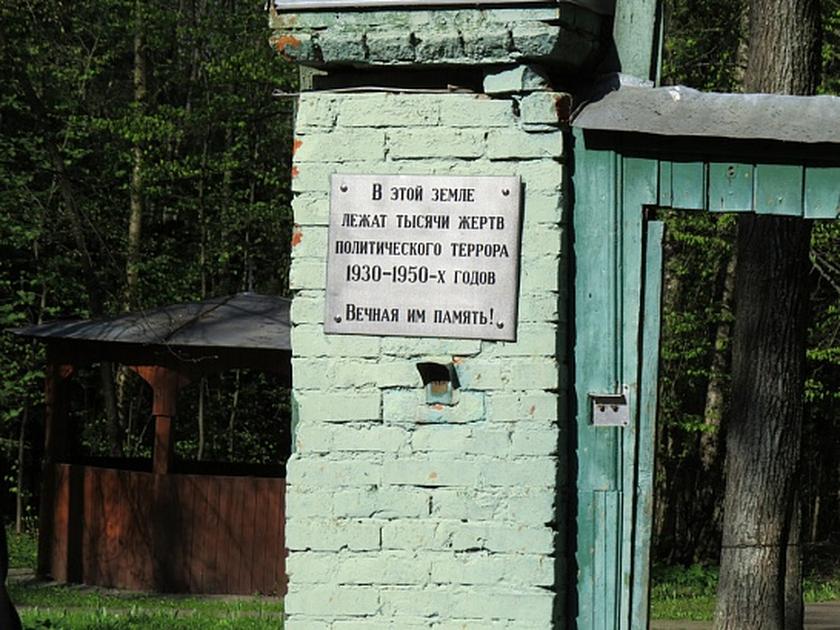 В этой земле
лежат тысячи жертв
политического террора
1930-1950-х годов
Вечная им память!